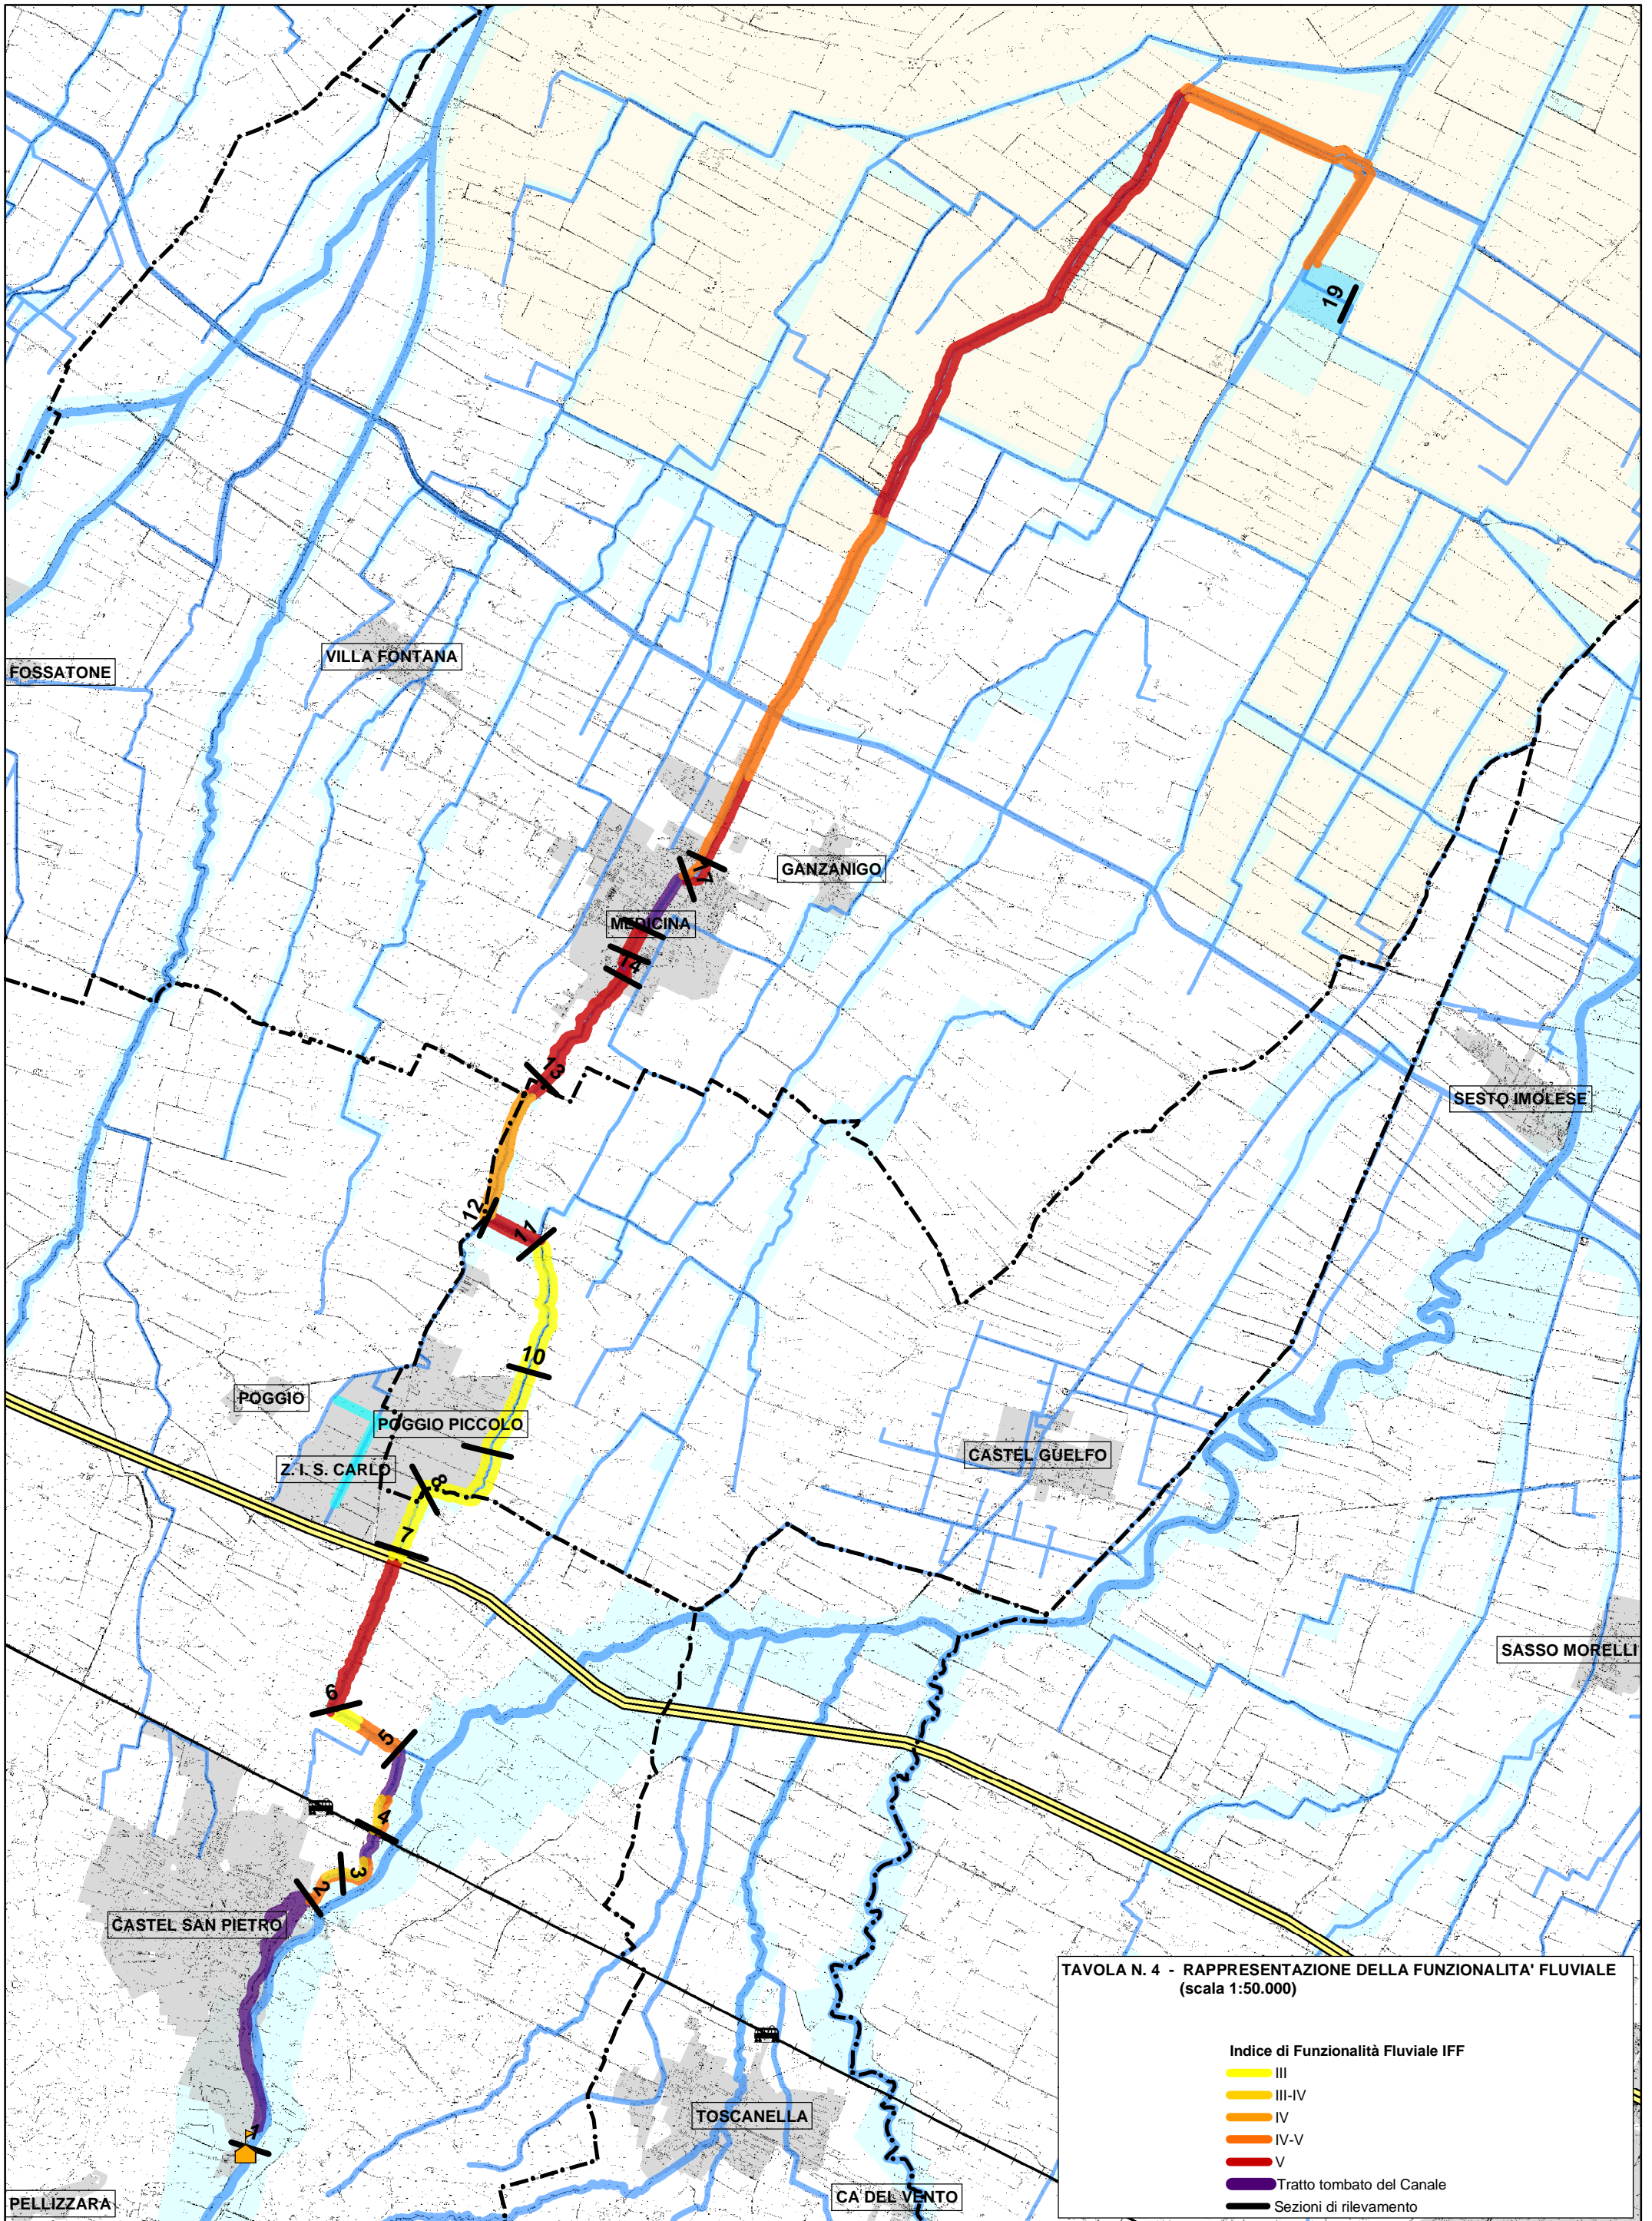 19
FOSSATONE
VILLA FONTANA
GANZANIGO
17
MEDICINA
14
13
SESTO IMOLESE
12
11
10
POGGIO
POGGIO PICCOLO
Z. I. S. CARLO
CASTEL GUELFO
8
7
SASSO MORELLI
6
5
4
3
2
CASTEL SAN PIETRO
1
TOSCANELLA
CA DEL VENTO
PELLIZZARA
TAVOLA N. 4 - RAPPRESENTAZIONE DELLA FUNZIONALITA' FLUVIALE
(scala 1:50.000)
Indice di Funzionalità Fluviale IFF
III
III-IV
IV
IV-V
V
Tratto tombato del Canale
Sezioni di rilevamento